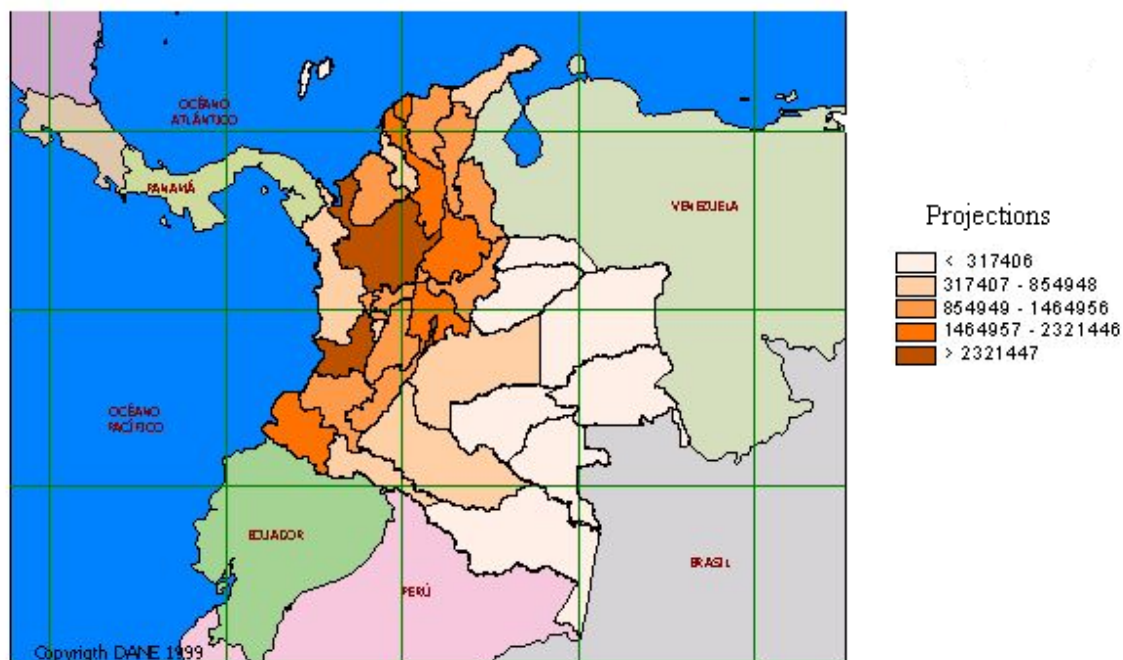 OCÉANO
ATLÁNTICO
PANAMÁ
VENEZUELA
OCÉANO
PACÍFICO
ECUADOR
PERÚ
BRASIL
Copyrigth DANE 1999
Projections
< 317406
317407 - 854948
854949 - 1464956
1464957 - 2321446
> 2321447